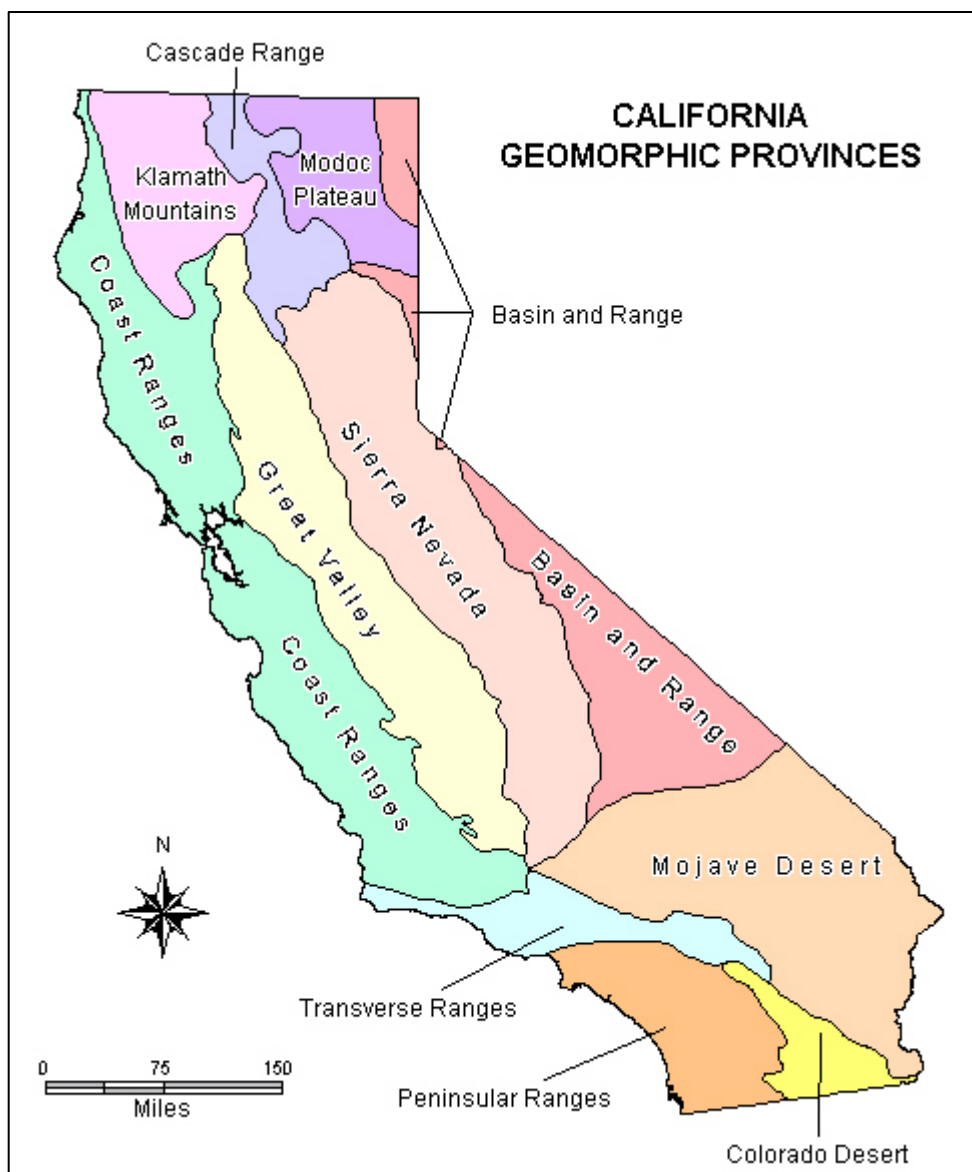 Cascade Range
CALIFORNIA
GEOMORPHIC PROVINCES
Klamath
Mountains
Modoc
Plateau
Coast Ranges
Basin and Range
Sierra Nevada
Great Valley
Basin and Range
Coast Ranges
N
Mojave Desert
Transverse Ranges
0 75 150
Miles
Peninsular Ranges
Colorado Desert